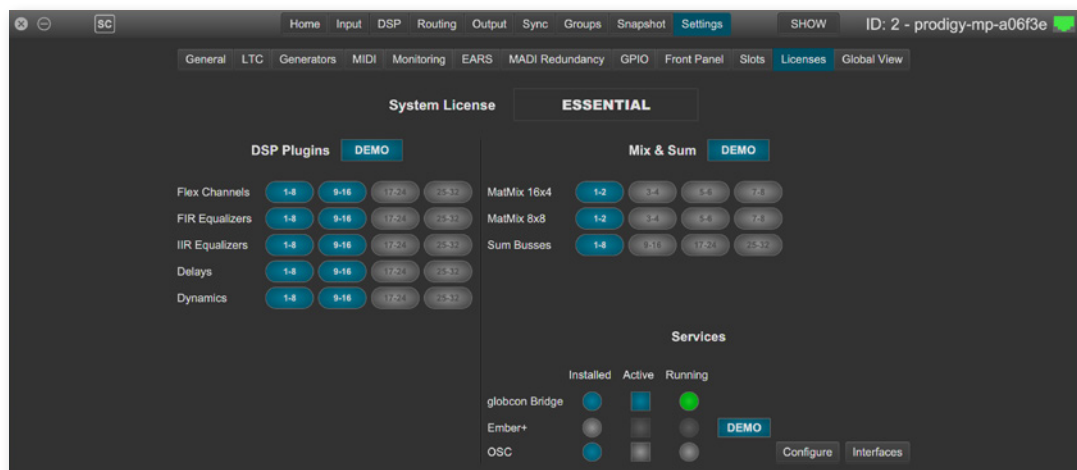 SC Home Input DSP Routing Output Sync Groups Snapshot Settings SHOW ID: 2 - prodigy-mp-a06f3e
General LTC Generators MIDI Monitoring EARS MADI Redundancy GPIO Front Panel Slots Licenses Global View
System License ESSENTIAL
DSP Plugins DEMO
Flex Channels 1-8 9-16 17-24 25-32
FIR Equalizers 1-8 9-16 17-24 25-32
IIR Equalizers 1-8 9-16 17-24 25-32
Delays 1-8 9-16 17-24 25-32
Dynamics 1-8 9-16 17-24 25-32
Mix & Sum DEMO
MatMix 16x4 1-2 3-4 5-6 7-8
MatMix 8x8 1-2 3-4 5-6 7-8
Sum Busses 1-8 9-16 17-24 25-32
Services
Installed Active Running
globcon Bridge
Ember+ DEMO
OSC Configure Interfaces